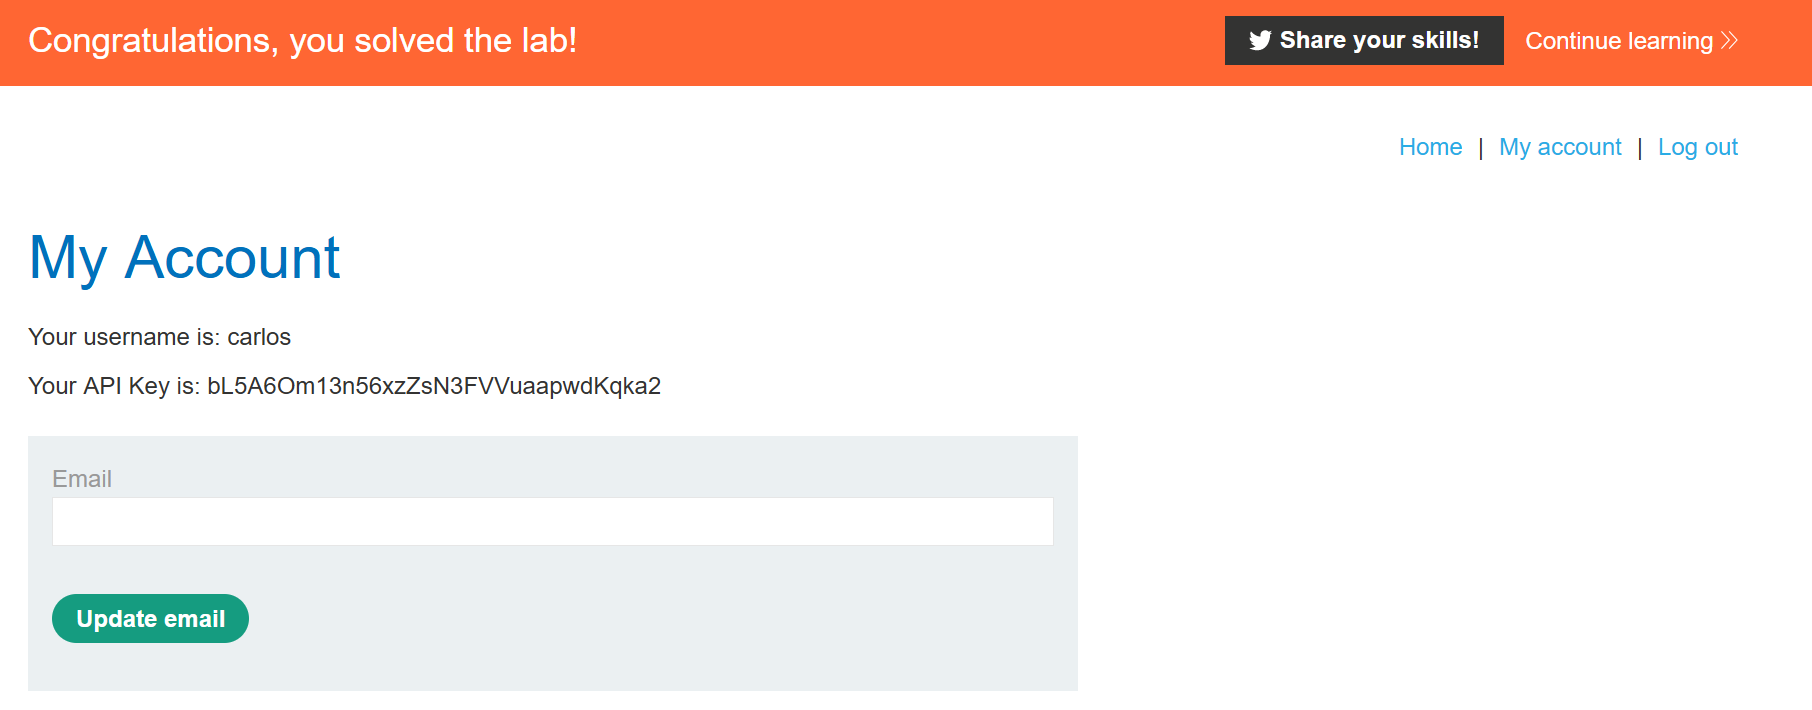 Congratulations, you solved the lab!
Share your skills!
Continue learning
Home | My account | Log out
My Account
Your username is: carlos
Your API Key is: bL5A6Om13n56xzZsN3FVVuaapwdKqka2
Email
Update email